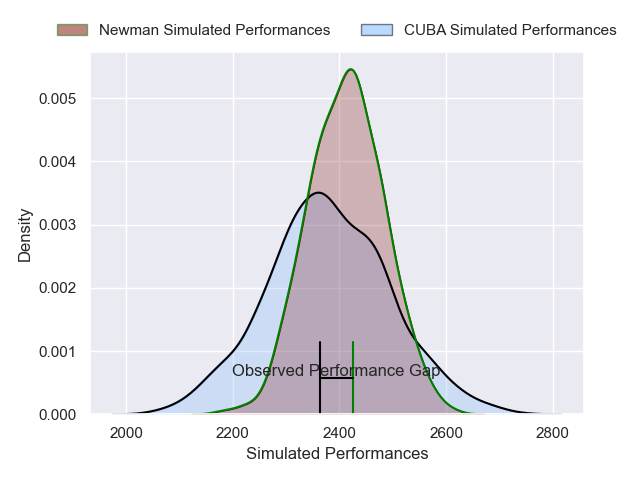 Newman Simulated Performances CUBA Simulated Performances
0.005
0.004
0.003
0.002
0.001
0.000
Density
Observed Performance Gap
2000 2200 2400 2600 2800
Simulated Performances